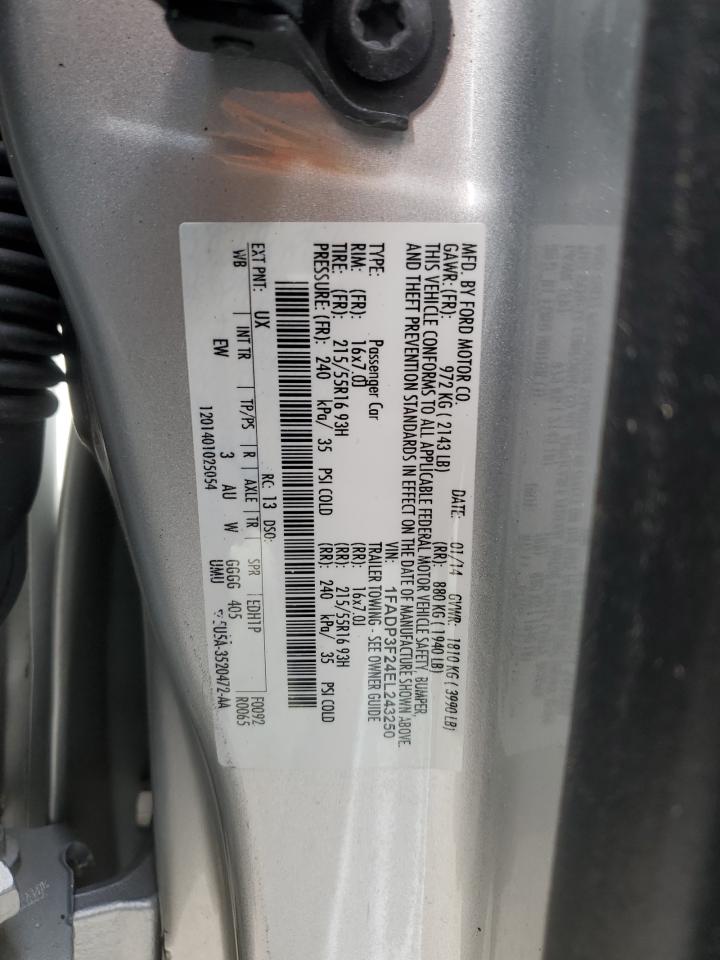 MFD. BY FORD MOTOR CO.
DATE: 01/14 GVWR: 1810 KG ( 3990 LB)
GAWR: (FR): 972 KG ( 2143 LB) (RR): 880 KG ( 1940 LB)
THIS VEHICLE CONFORMS TO ALL APPLICABLE FEDERAL MOTOR VEHICLE SAFETY, BUMPER,
AND THEFT PREVENTION STANDARDS IN EFFECT ON THE DATE OF MANUFACTURE SHOWN ABOVE.
VIN: 1FADP3F24EL243250
TYPE: Passenger Car TRAILER TOWING - SEE OWNER GUIDE
RIM: (FR): 16x7.0J (RR): 16x7.0J
TIRE: (FR): 215/55R16 93H (RR): 215/55R16 93H
PRESSURE: (FR): 240 kPa/ 35 PSI COLD (RR): 240 kPa/ 35 PSI COLD
RC: 13 DSO: F0092
EXT PNT: UX R0065
WB INT TR TP/PS R AXLE TR SPR EDH1P
EW 3 AU W GGGG 405
1201401025054 UMU 5U5A-3520472-AA